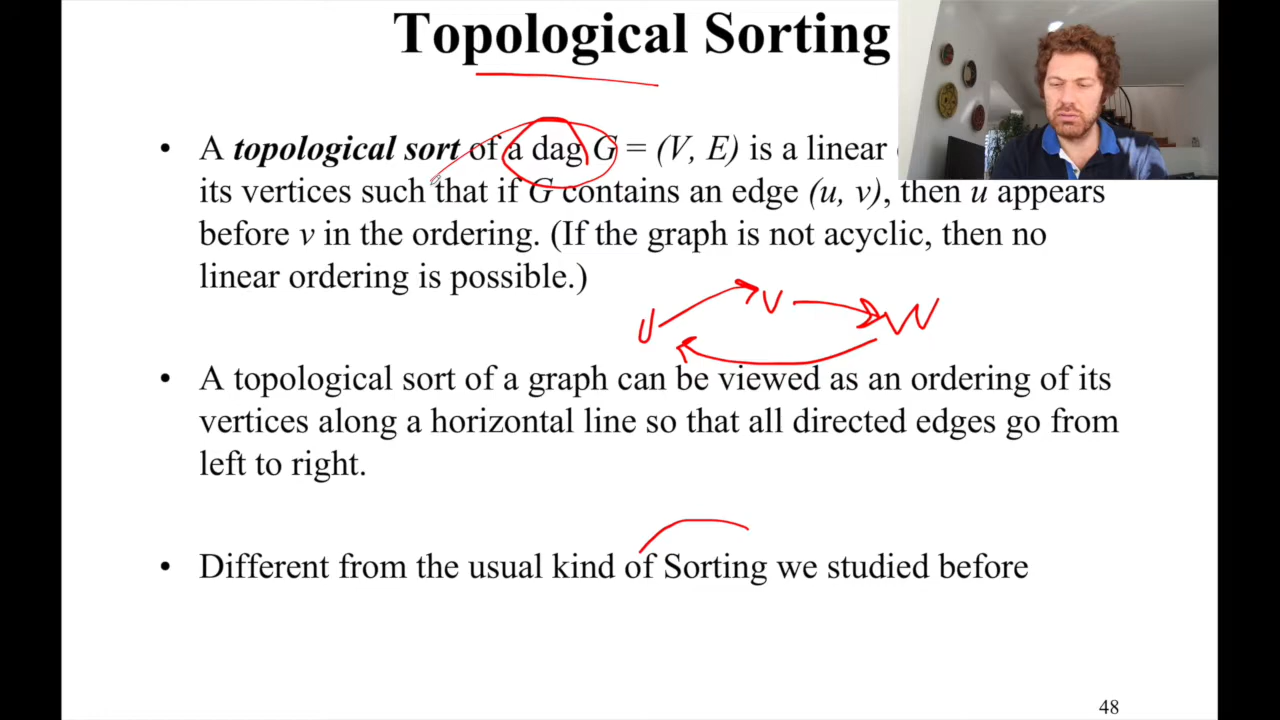 Topological Sorting
• A topological sort of a dag G = (V, E) is a linear
its vertices such that if G contains an edge (u, v), then u appears
before v in the ordering. (If the graph is not acyclic, then no
linear ordering is possible.)
U V W
• A topological sort of a graph can be viewed as an ordering of its
vertices along a horizontal line so that all directed edges go from
left to right.
• Different from the usual kind of Sorting we studied before
48